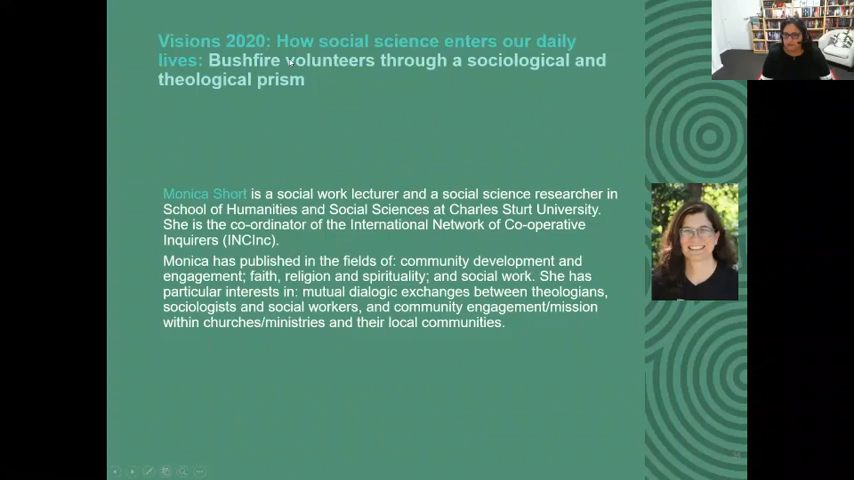 Visions 2020: How social science enters our daily
lives: Bushfire volunteers through a sociological and
theological prism
Monica Short is a social work lecturer and a social science researcher in
School of Humanities and Social Sciences at Charles Sturt University.
She is the co-ordinator of the International Network of Co-operative
Inquirers (INCInc).
Monica has published in the fields of: community development and
engagement; faith, religion and spirituality; and social work. She has
particular interests in: mutual dialogic exchanges between theologians,
sociologists and social workers, and community engagement/mission
within churches/ministries and their local communities.